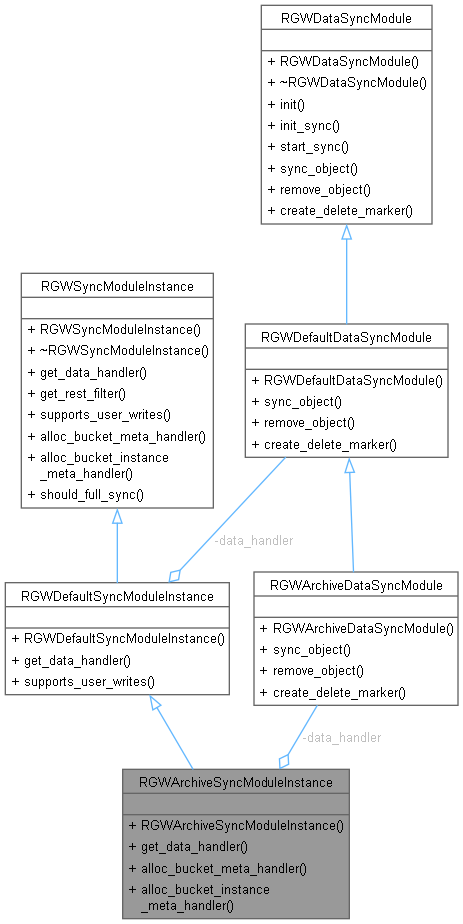 RGWDataSyncModule
+ RGWDataSyncModule()
+ ~RGWDataSyncModule()
+ init()
+ init_sync()
+ start_sync()
+ sync_object()
+ remove_object()
+ create_delete_marker()
RGWSyncModuleInstance
+ RGWSyncModuleInstance()
+ ~RGWSyncModuleInstance()
+ get_data_handler()
+ get_rest_filter()
+ supports_user_writes()
+ alloc_bucket_meta_handler()
+ alloc_bucket_instance
_meta_handler()
+ should_full_sync()
RGWDefaultDataSyncModule
+ RGWDefaultDataSyncModule()
+ sync_object()
+ remove_object()
+ create_delete_marker()
-data_handler
RGWDefaultSyncModuleInstance
+ RGWDefaultSyncModuleInstance()
+ get_data_handler()
+ supports_user_writes()
RGWArchiveDataSyncModule
+ RGWArchiveDataSyncModule()
+ sync_object()
+ remove_object()
+ create_delete_marker()
-data_handler
RGWArchiveSyncModuleInstance
+ RGWArchiveSyncModuleInstance()
+ get_data_handler()
+ alloc_bucket_meta_handler()
+ alloc_bucket_instance
_meta_handler()